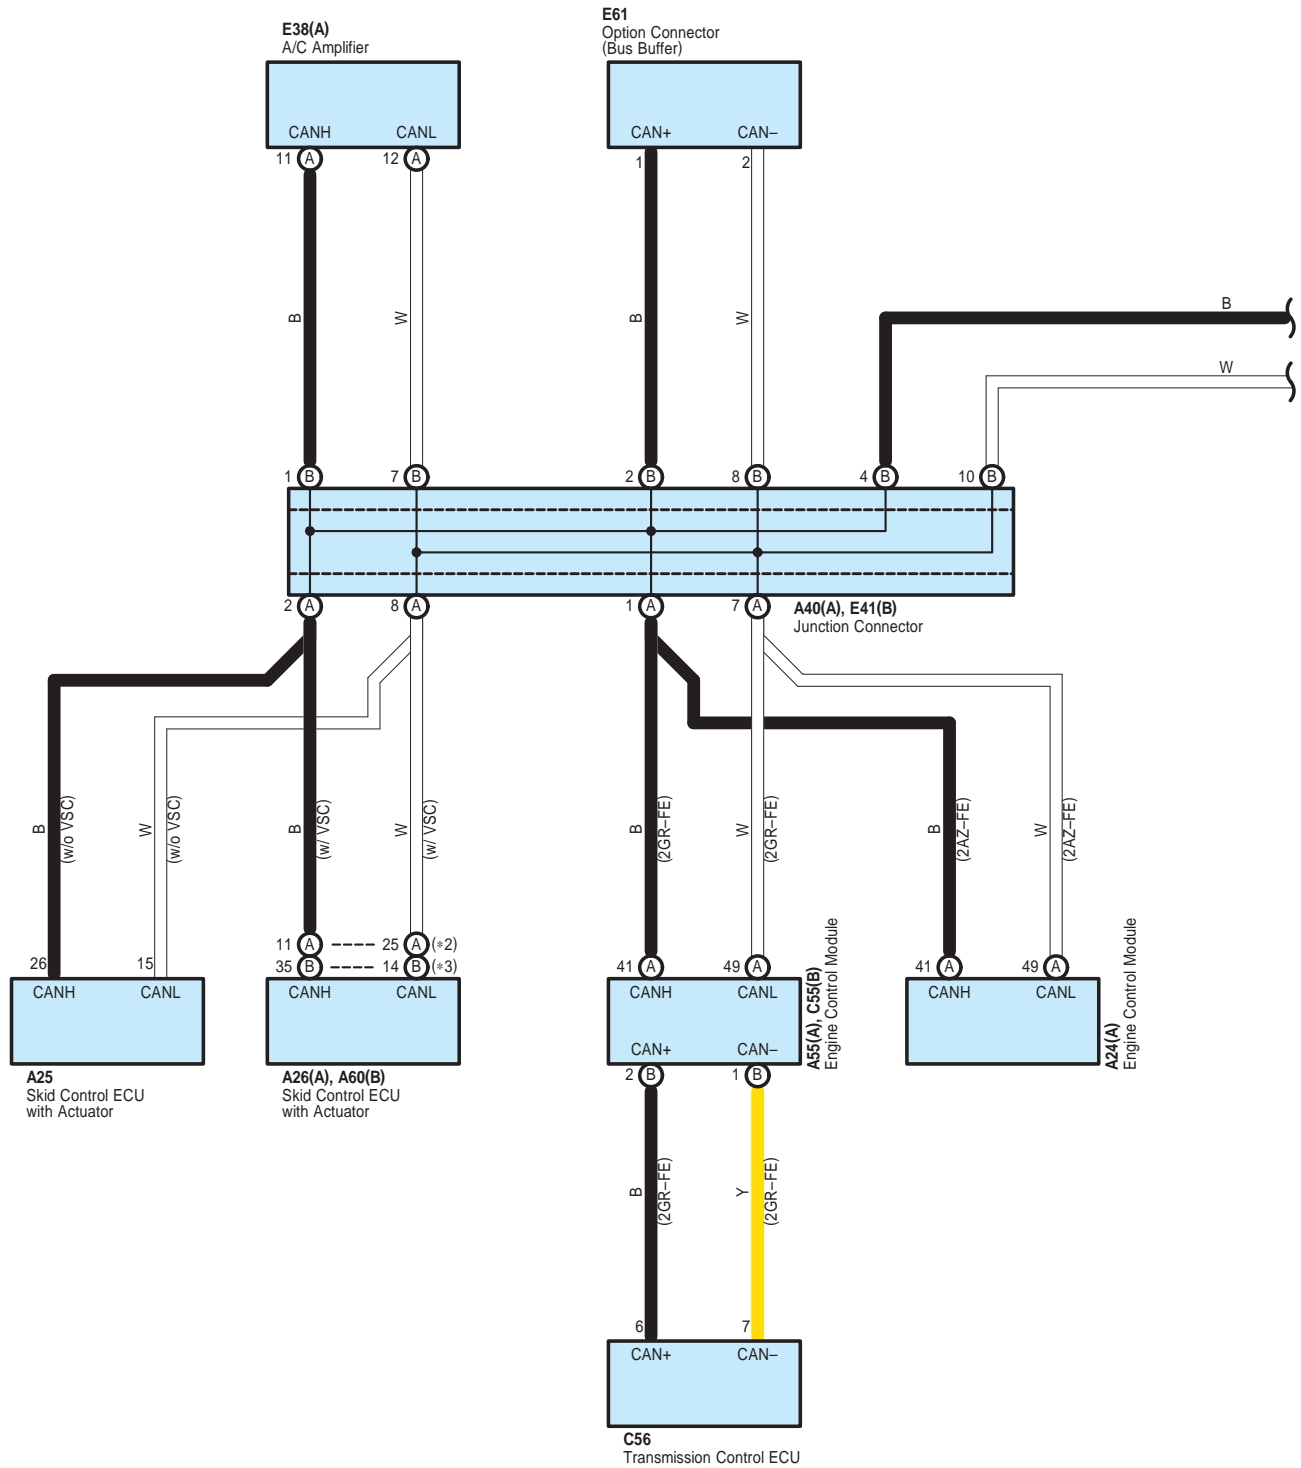 E38(A)
A/C Amplifier
E61
Option Connector
(Bus Buffer)
CANH
CANL
CAN+
CAN–
11
A
12
A
1
2
B
W
B
W
B
W
1
B
7
B
2
B
8
B
4
B
10
B
2
A
8
A
1
A
7
A
A40(A), E41(B)
Junction Connector
B
(w/o VSC)
W
(w/o VSC)
B
(w/ VSC)
W
(w/ VSC)
B
(2GR–FE)
W
(2GR–FE)
B
(2AZ–FE)
W
(2AZ–FE)
26
15
11
A
25
A
(*2)
35
B
14
B
(*3)
41
A
49
A
41
A
49
A
CANH
CANL
CANH
CANL
CANH
CANL
CANH
CANL
CAN+
CAN–
A55(A), C55(B)
Engine Control Module
A24(A)
Engine Control Module
A25
Skid Control ECU
with Actuator
A26(A), A60(B)
Skid Control ECU
with Actuator
2
B
1
B
B
(2GR–FE)
Y
(2GR–FE)
6
7
CAN+
CAN–
C56
Transmission Control ECU